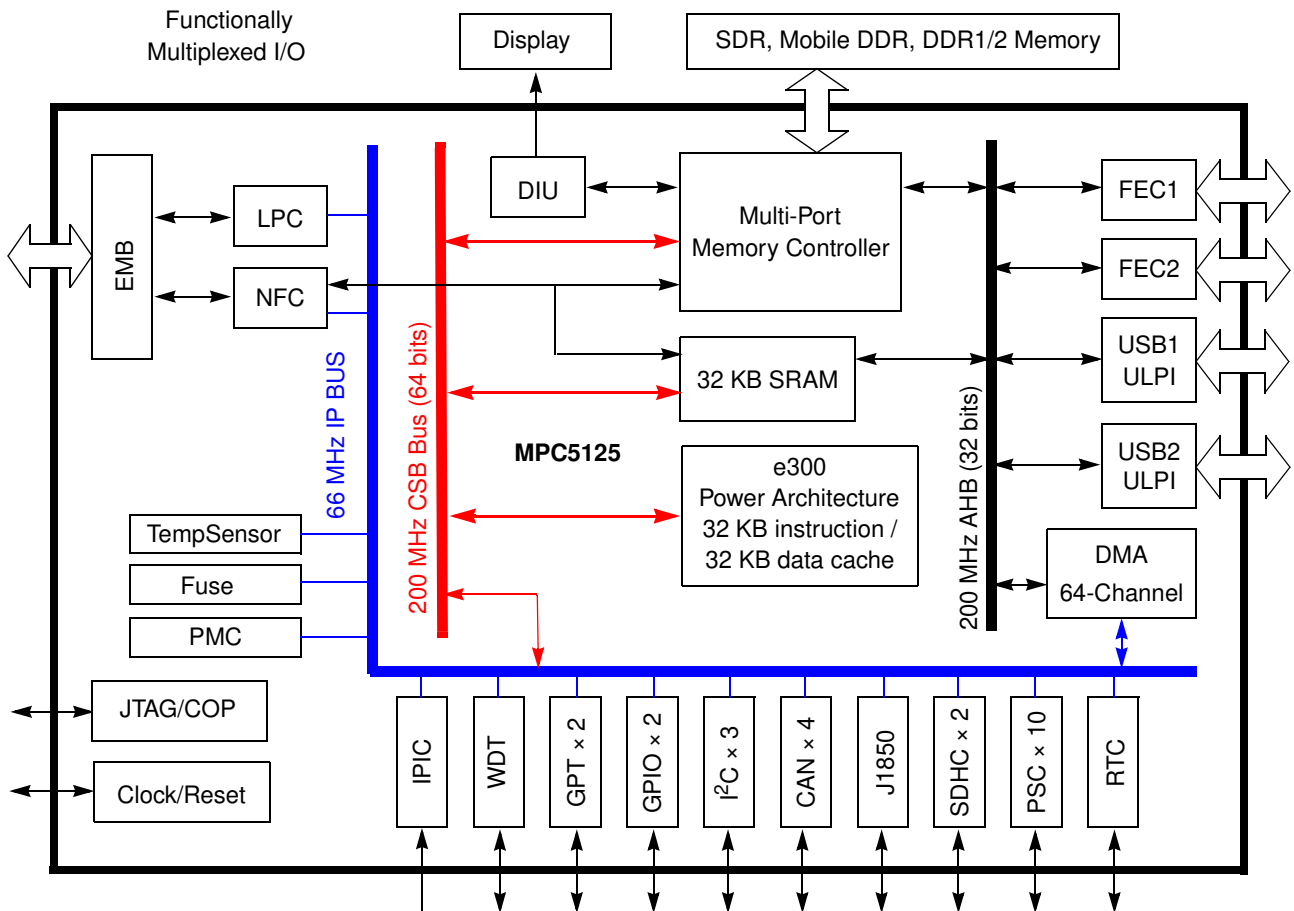 Functionally
Multiplexed I/O
Display
SDR, Mobile DDR, DDR1/2 Memory
EMB
LPC
NFC
DIU
Multi-Port
Memory Controller
FEC1
FEC2
USB1
ULPI
USB2
ULPI
32 KB SRAM
66 MHz IP BUS
200 MHz CSB Bus (64 bits)
200 MHz AHB (32 bits)
MPC5125
e300
Power Architecture
32 KB instruction /
32 KB data cache
DMA
64-Channel
TempSensor
Fuse
PMC
JTAG/COP
Clock/Reset
IPIC
WDT
GPT × 2
GPIO × 2
I²C × 3
CAN × 4
J1850
SDHC × 2
PSC × 10
RTC